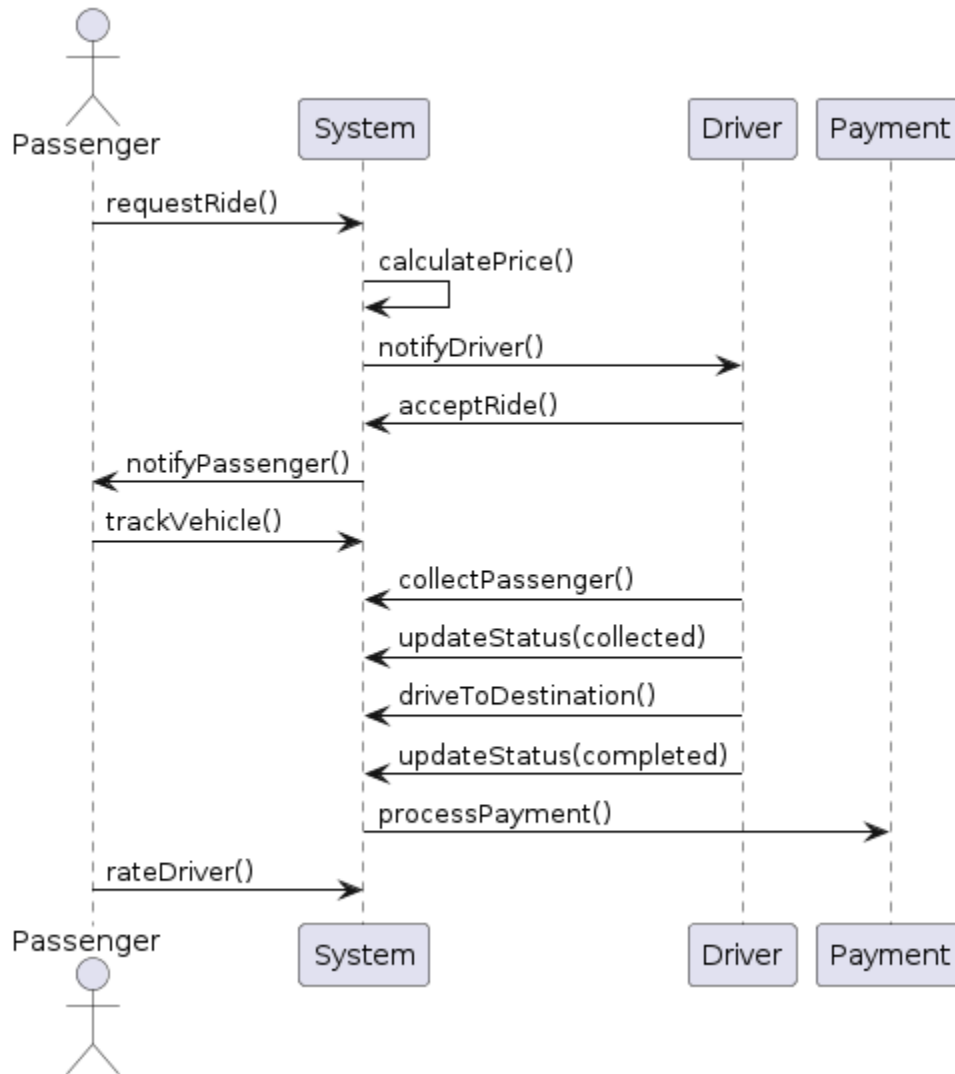 Passenger
System
Driver
Payment
requestRide()
calculatePrice()
notifyDriver()
acceptRide()
notifyPassenger()
trackVehicle()
collectPassenger()
updateStatus(collected)
driveToDestination()
updateStatus(completed)
processPayment()
rateDriver()
Passenger
System
Driver
Payment